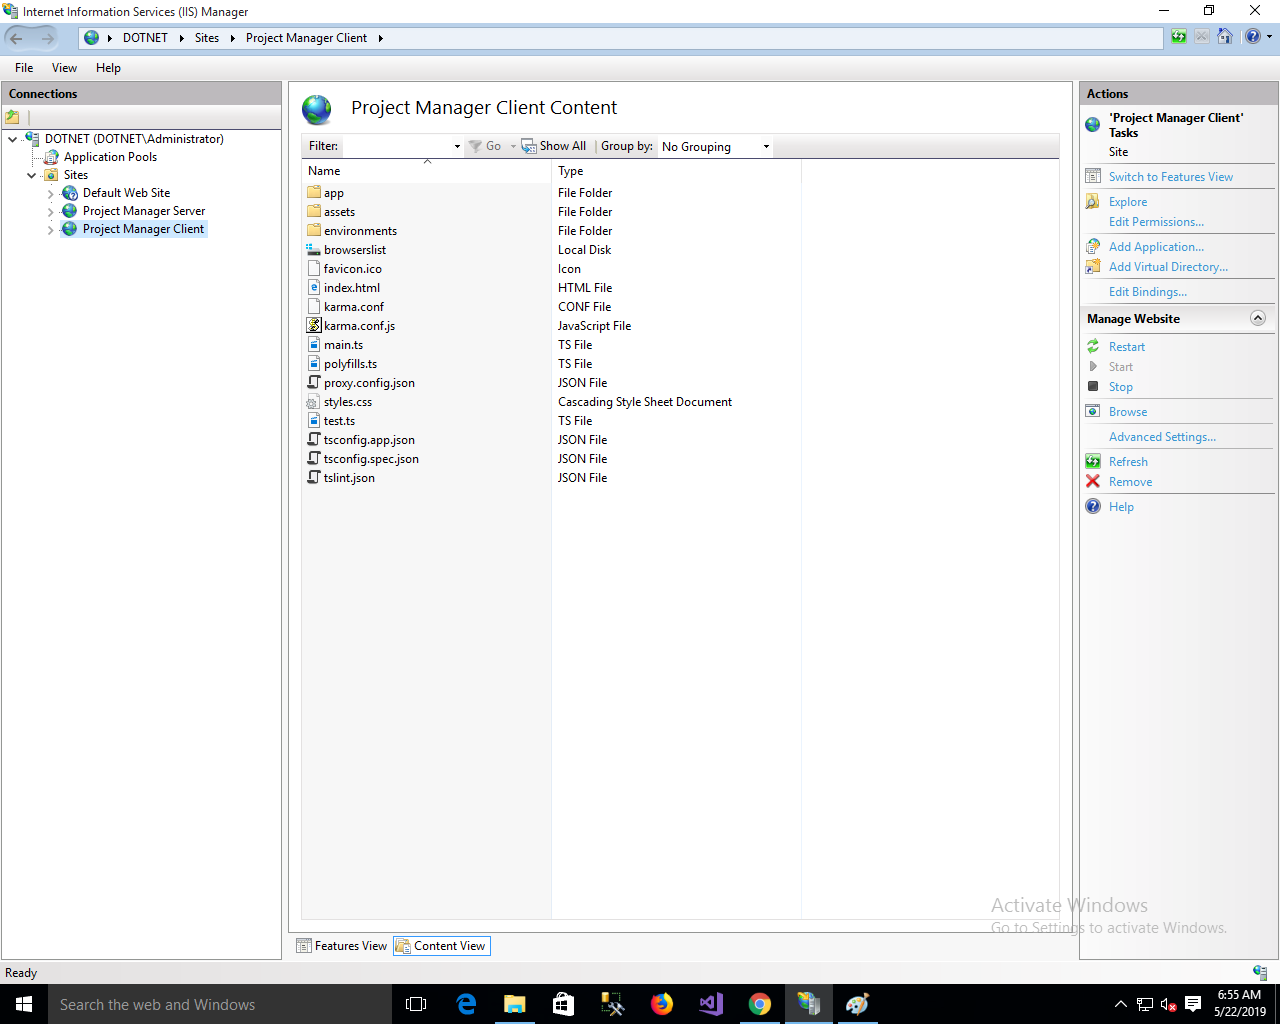 Internet Information Services (IIS) Manager
DOTNET Sites Project Manager Client
File View Help
Connections
DOTNET (DOTNET\Administrator)
Application Pools
Sites
Default Web Site
Project Manager Server
Project Manager Client
Project Manager Client Content
Filter: Go Show All Group by: No Grouping
Name Type
app File Folder
assets File Folder
environments File Folder
browserslist Local Disk
favicon.ico Icon
index.html HTML File
karma.conf CONF File
karma.conf.js JavaScript File
main.ts TS File
polyfills.ts TS File
proxy.config.json JSON File
styles.css Cascading Style Sheet Document
test.ts TS File
tsconfig.app.json JSON File
tsconfig.spec.json JSON File
tslint.json JSON File
Features View Content View
Actions
'Project Manager Client'
Tasks
Site
Switch to Features View
Explore
Edit Permissions...
Add Application...
Add Virtual Directory...
Edit Bindings...
Manage Website
Restart
Start
Stop
Browse
Advanced Settings...
Refresh
Remove
Help
Activate Windows
Go to Settings to activate Windows.
Ready
Search the web and Windows
6:55 AM
5/22/2019